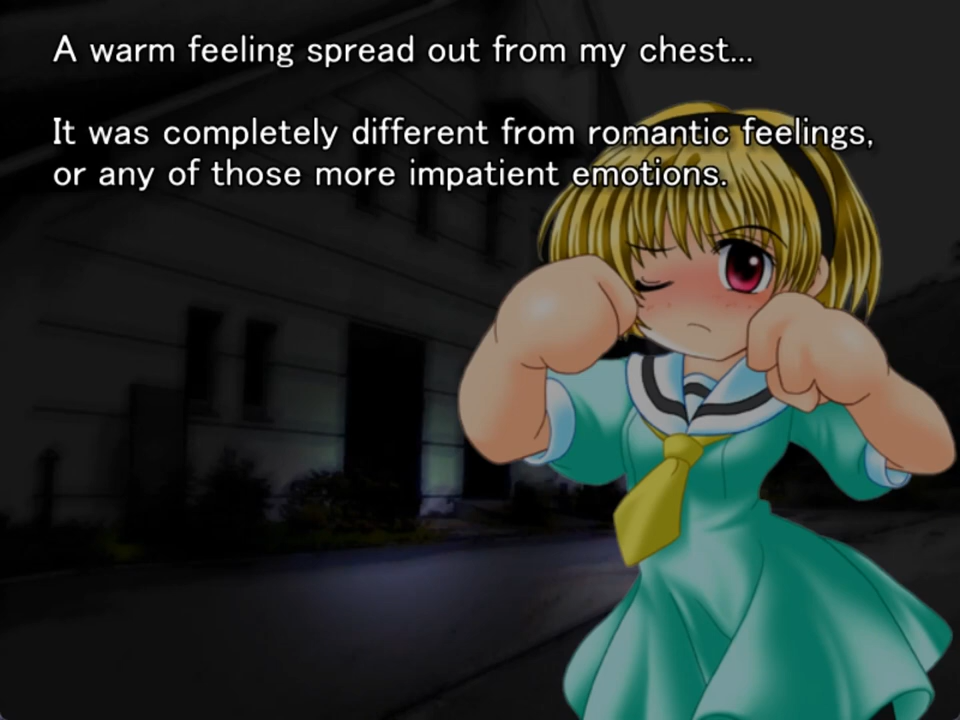 A warm feeling spread out from my chest...
It was completely different from romantic feelings,
or any of those more impatient emotions.